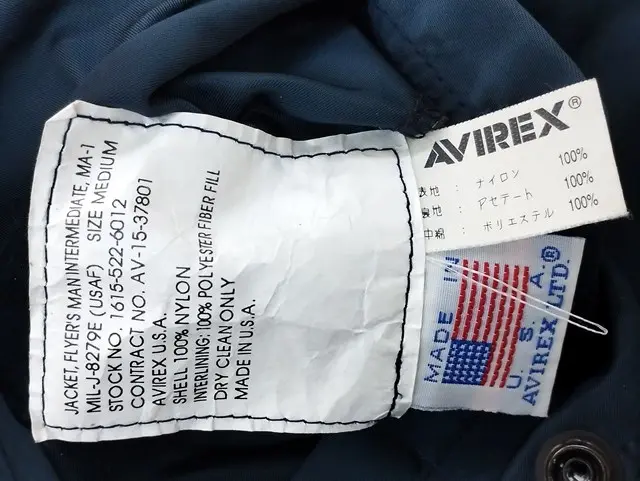 JACKET, FLYER'S MAN INTERMEDIATE, MA-1
MIL-J-8279E (USAF) SIZE MEDIUM
STOCK NO. 1615-522-6012
CONTRACT NO. AV-15-37801
AVIREX U.S.A.
SHELL 100% NYLON
INTERLINING: 100% POLYESTER FIBER FILL
DRY CLEAN ONLY
MADE IN U.S.A.
AVIREX®
表地 : ナイロン 100%
裏地 : アセテート 100%
中綿 : ポリエステル 100%
MADE IN
U. S. A.
AVIREX LTD.®